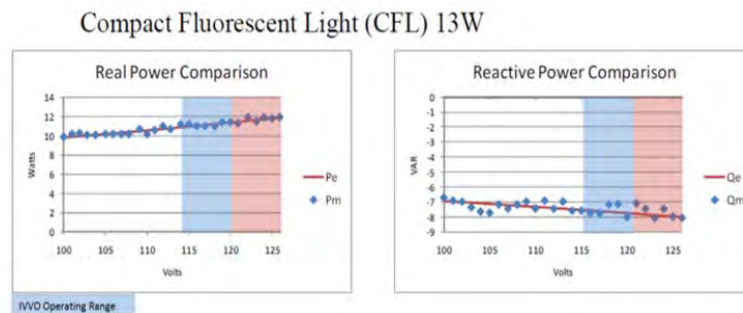 Compact Fluorescent Light (CFL) 13W
Real Power Comparison
14
12
10
8
6
4
2
0
Watts
100 105 110 115 120 125
Volts
Pe
Pm
IVVO Operating Range
Reactive Power Comparison
0
-1
-2
-3
-4
-5
-6
-7
-8
-9
VAR
100 105 110 115 120 125
Volts
Qe
Qm